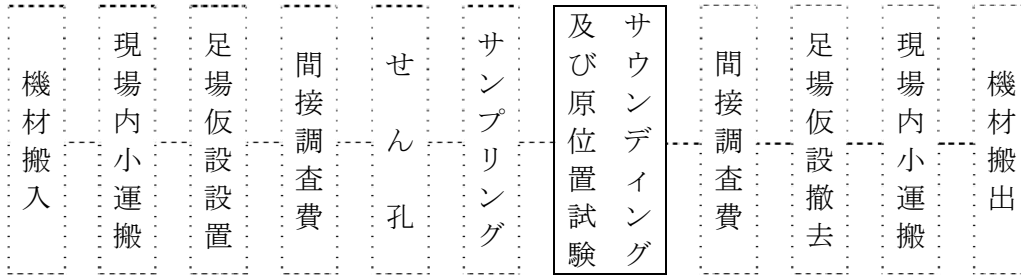 機材搬入
現場内小運搬
足場仮設設置
間接調査費
せん孔
サンプリング
サウンディング
及び原位置試験
間接調査費
足場仮設撤去
現場内小運搬
機材搬出